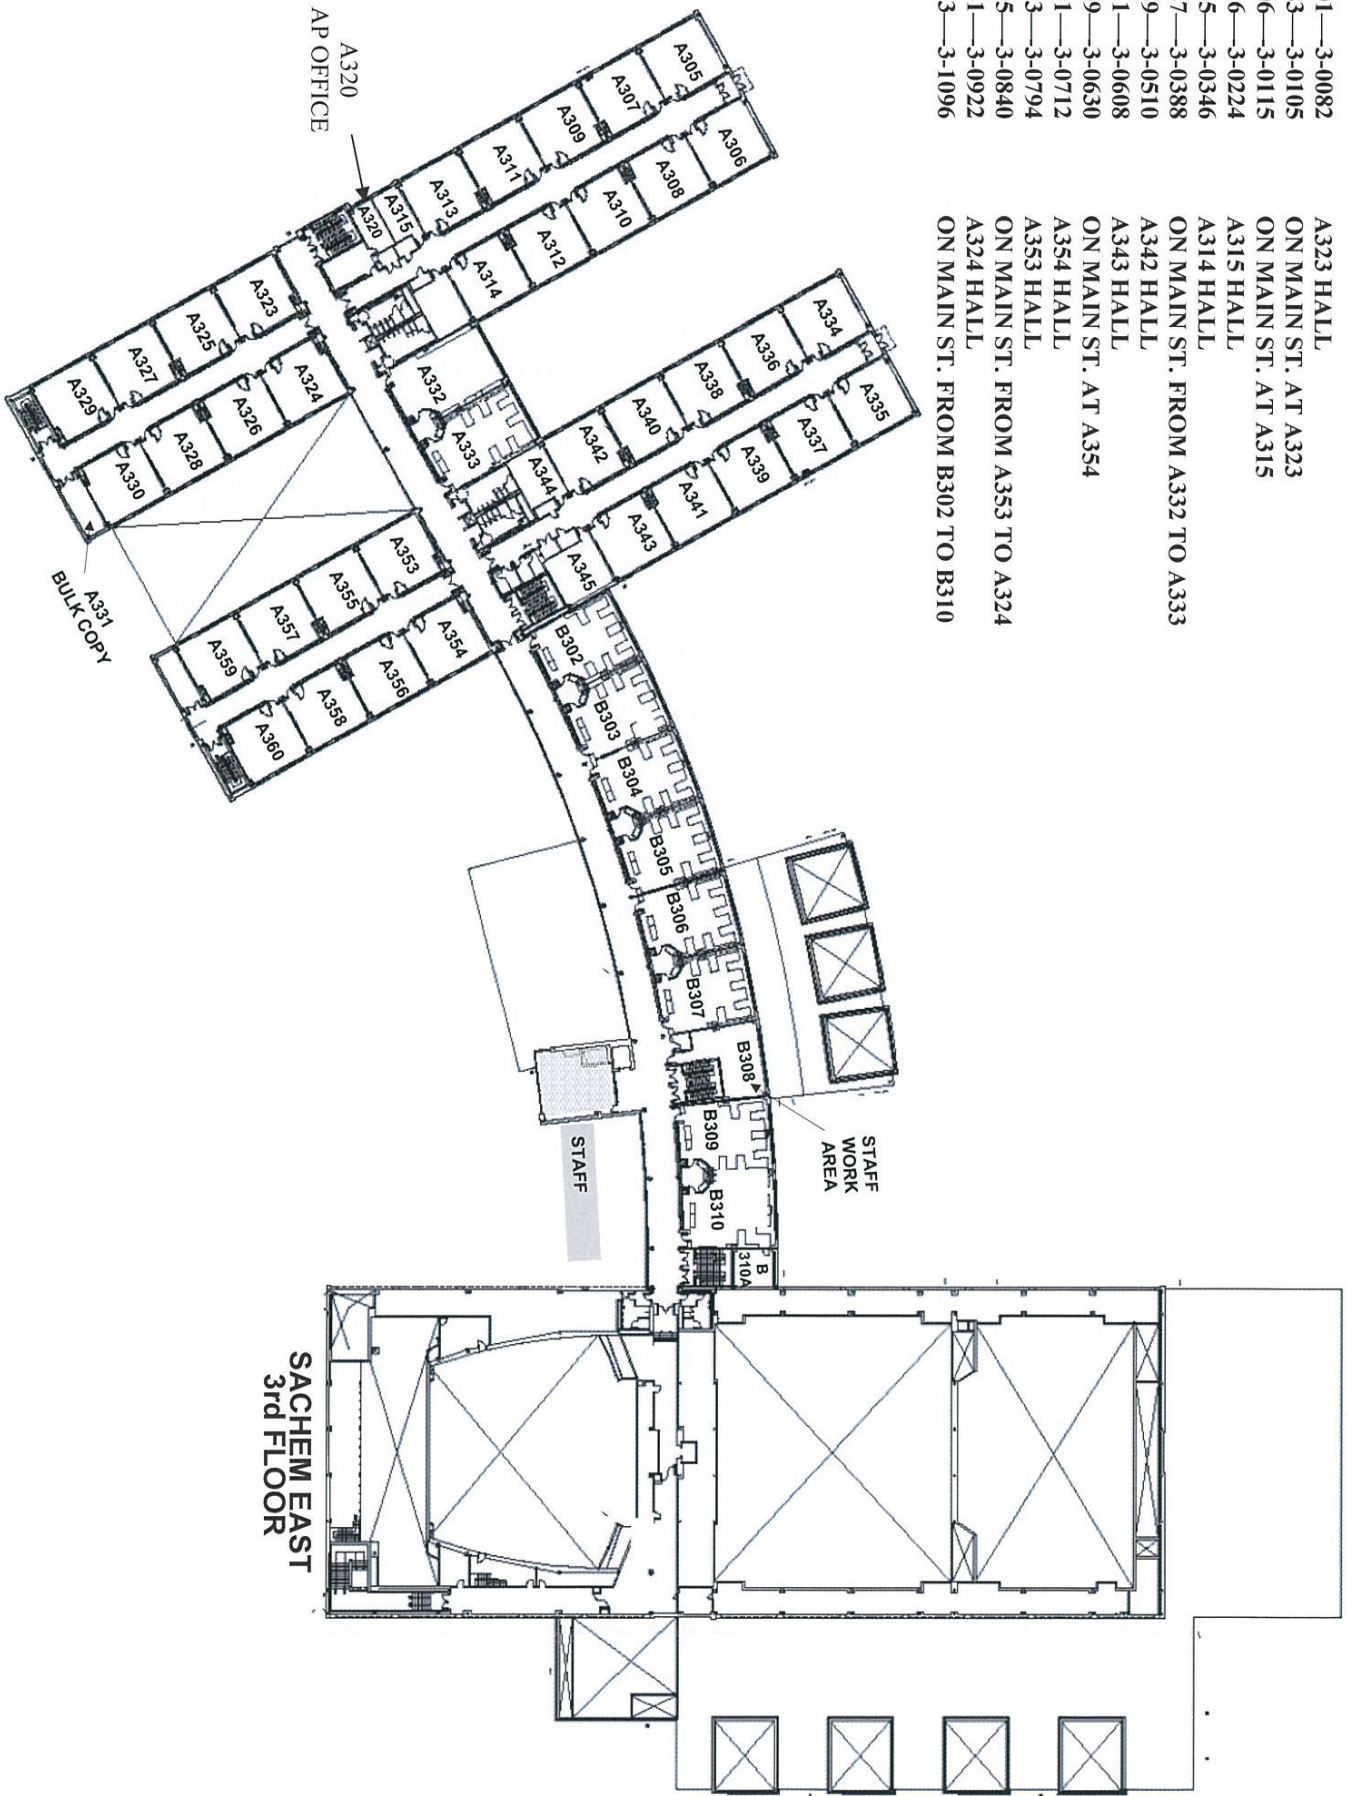 1—3-0082 A323 HALL
3—3-0105 ON MAIN ST. AT A323
6—3-0115 ON MAIN ST. AT A315
6—3-0224 A315 HALL
5—3-0346 A314 HALL
7—3-0388 ON MAIN ST. FROM A332 TO A333
9—3-0510 A342 HALL
1—3-0608 A343 HALL
9—3-0630 ON MAIN ST. AT A354
1—3-0712 A354 HALL
3—3-0794 A353 HALL
5—3-0840 ON MAIN ST. FROM A353 TO A324
1—3-0922 A324 HALL
3—3-1096 ON MAIN ST. FROM B302 TO B310
A320
AP OFFICE
A305
A307
A309
A311
A313
A315
A320
A306
A308
A310
A312
A314
A323
A325
A327
A329
A324
A326
A328
A330
A331
BULK COPY
A332
A333
A334
A336
A338
A340
A342
A344
A335
A337
A339
A341
A343
A345
A353
A355
A357
A359
A354
A356
A358
A360
B302
B303
B304
B305
B306
B307
B308
STAFF
WORK
AREA
B309
B310
B
310A
STAFF
SACHEM EAST
3rd FLOOR